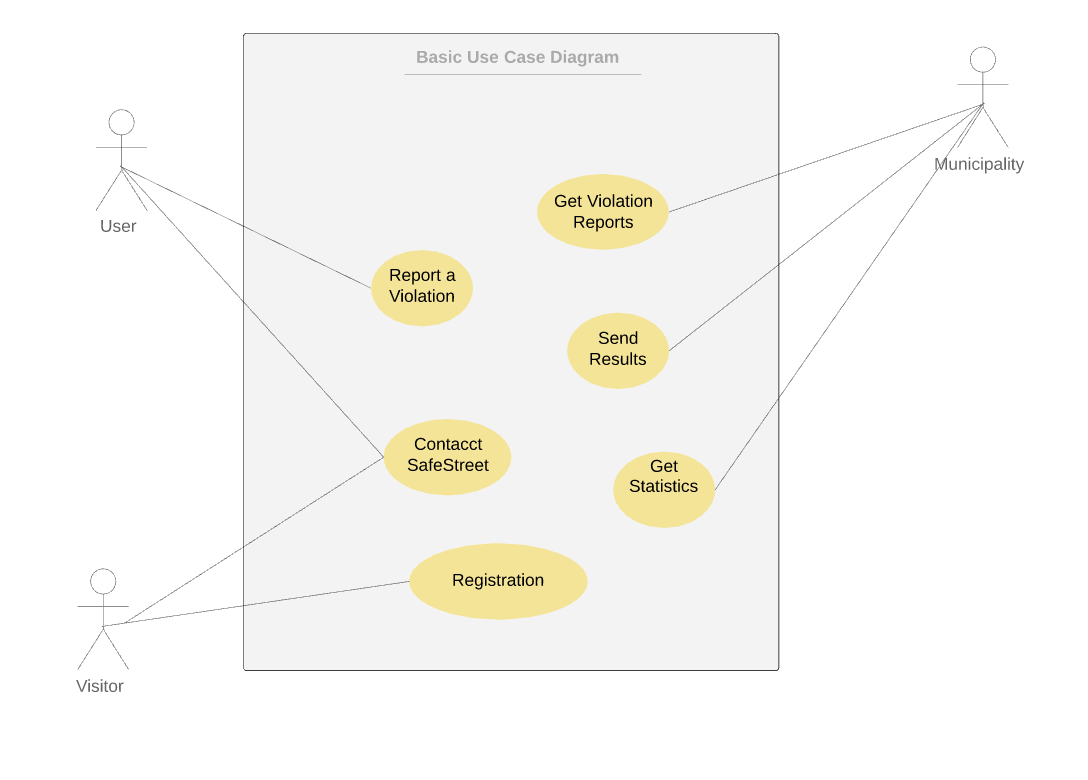 Basic Use Case Diagram
User
Municipality
Get Violation
Reports
Report a
Violation
Send
Results
Contacct
SafeStreet
Get
Statistics
Registration
Visitor